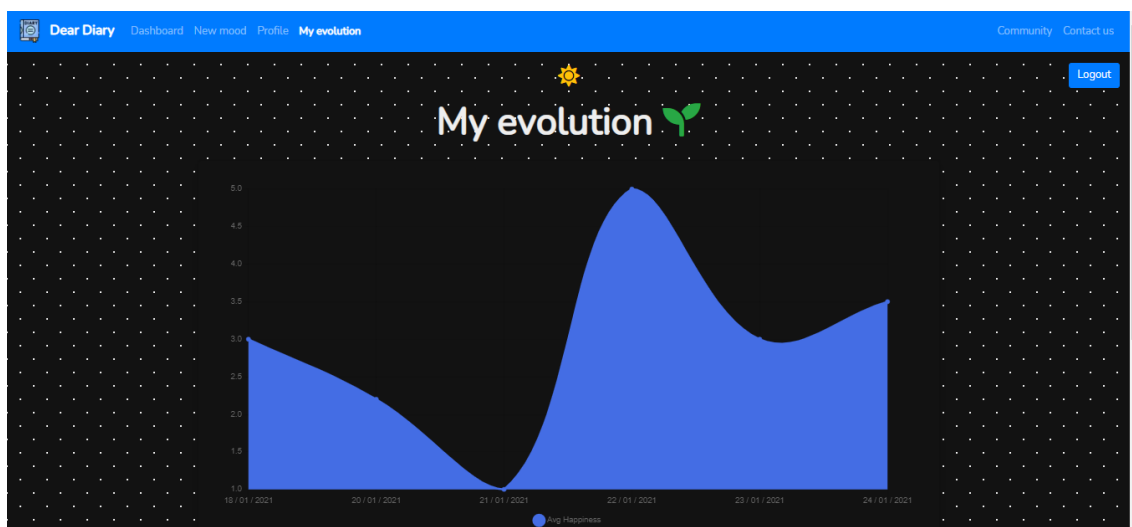 DIARY
Dear Diary Dashboard New mood Profile My evolution Community Contact us
Logout
My evolution
5.0
4.5
4.0
3.5
3.0
2.5
2.0
1.5
1.0
18 / 01 / 2021 20 / 01 / 2021 21 / 01 / 2021 22 / 01 / 2021 23 / 01 / 2021 24 / 01 / 2021
Avg Happiness